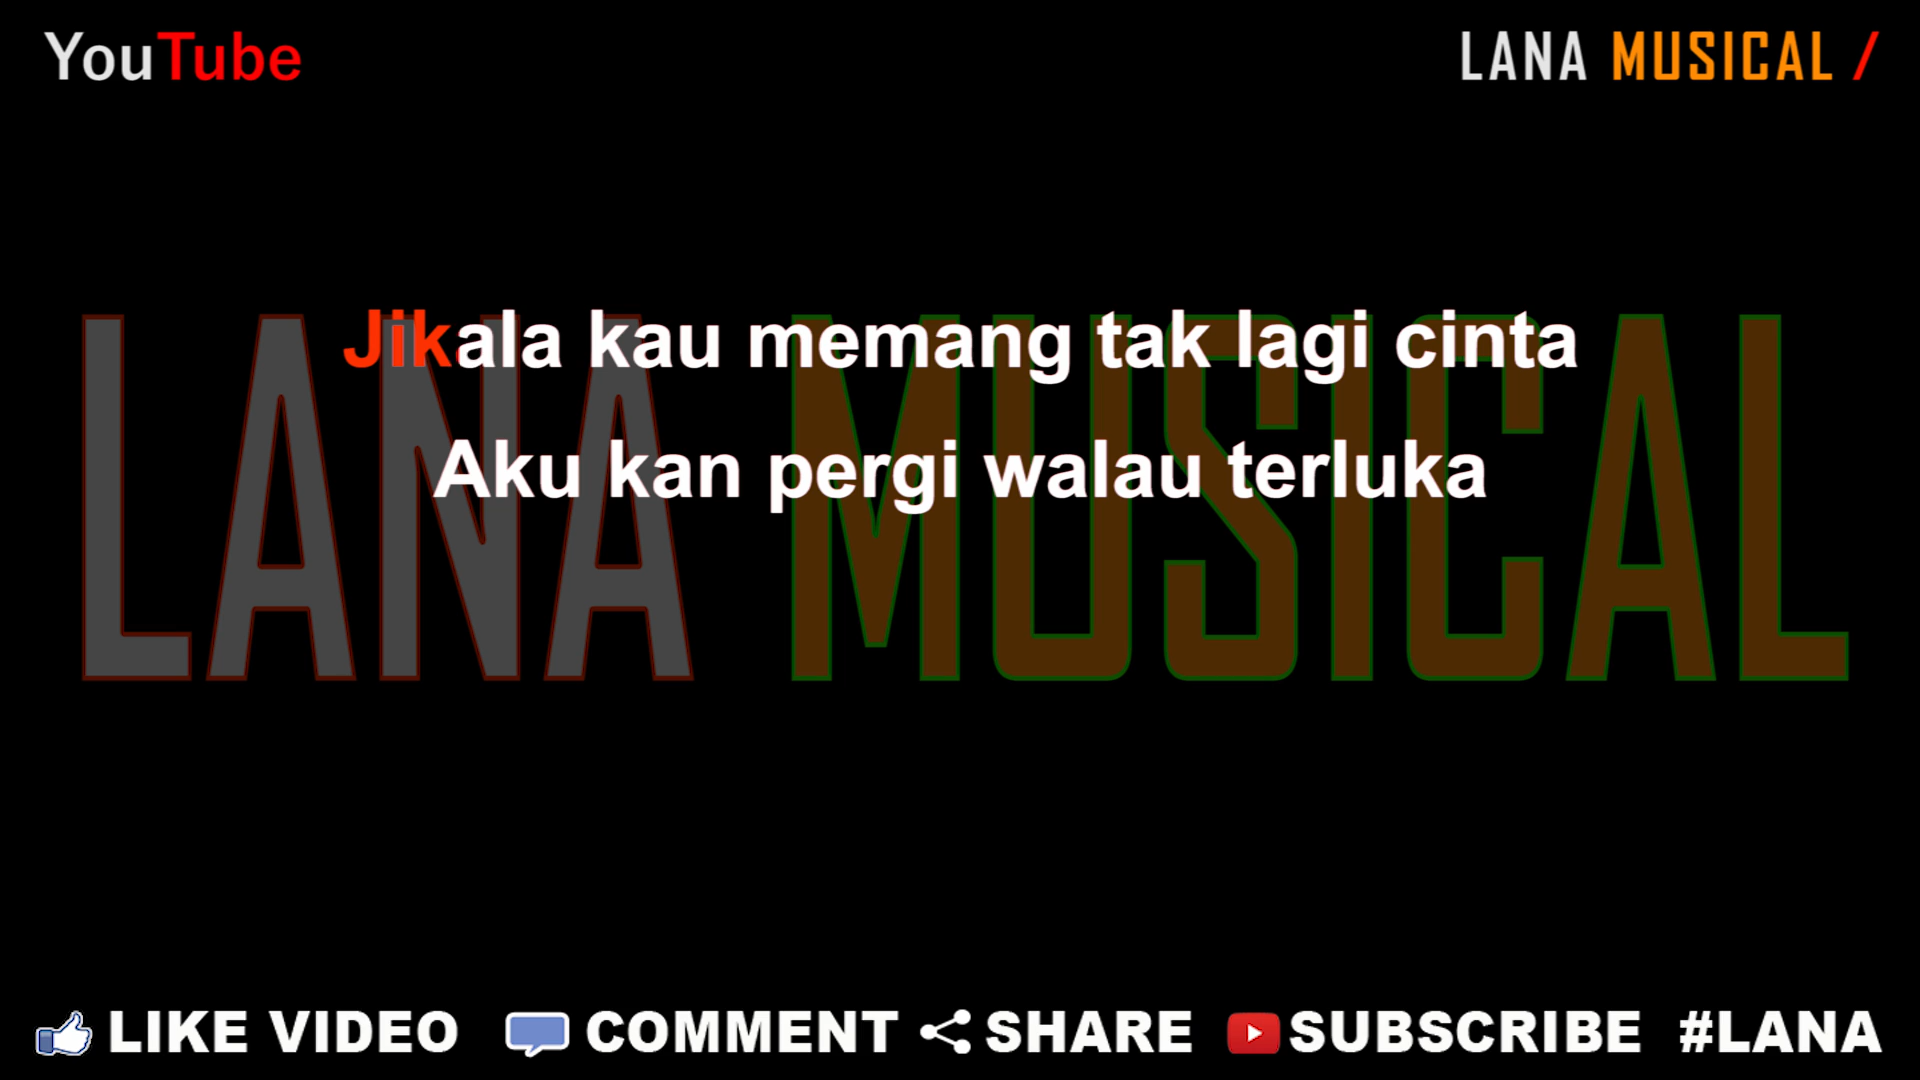 YouTube
LANA MUSICAL /
LANA MUSICAL
Jikala kau memang tak lagi cinta
Aku kan pergi walau terluka
LIKE VIDEO COMMENT SHARE SUBSCRIBE #LANA